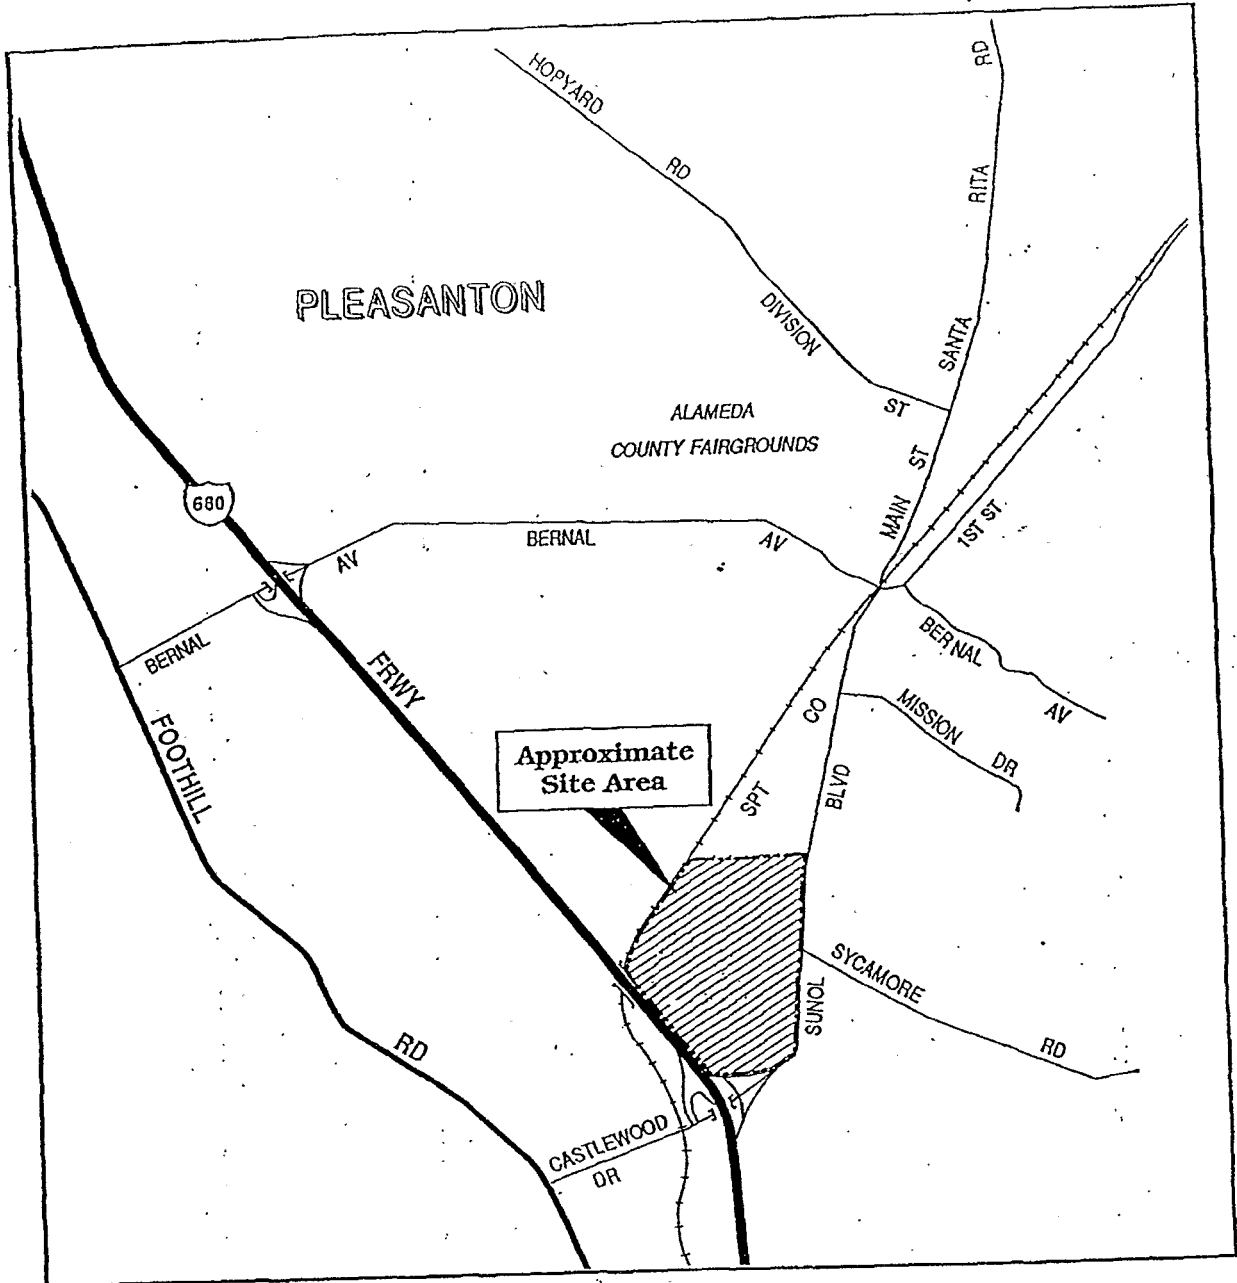 HOPYARD
RD
RD
RITA
SANTA
PLEASANTON
DIVISION
ST
ALAMEDA
COUNTY FAIRGROUNDS
ST
MAIN
1ST ST
680
BERNAL
AV
AV
BERNAL
BERNAL
AV
FRWY
FOOTHILL
RD
MISSION
DR
CO
SPT
BLVD
Approximate
Site Area
SYCAMORE
RD
SUNOL
CASTLEWOOD
DR